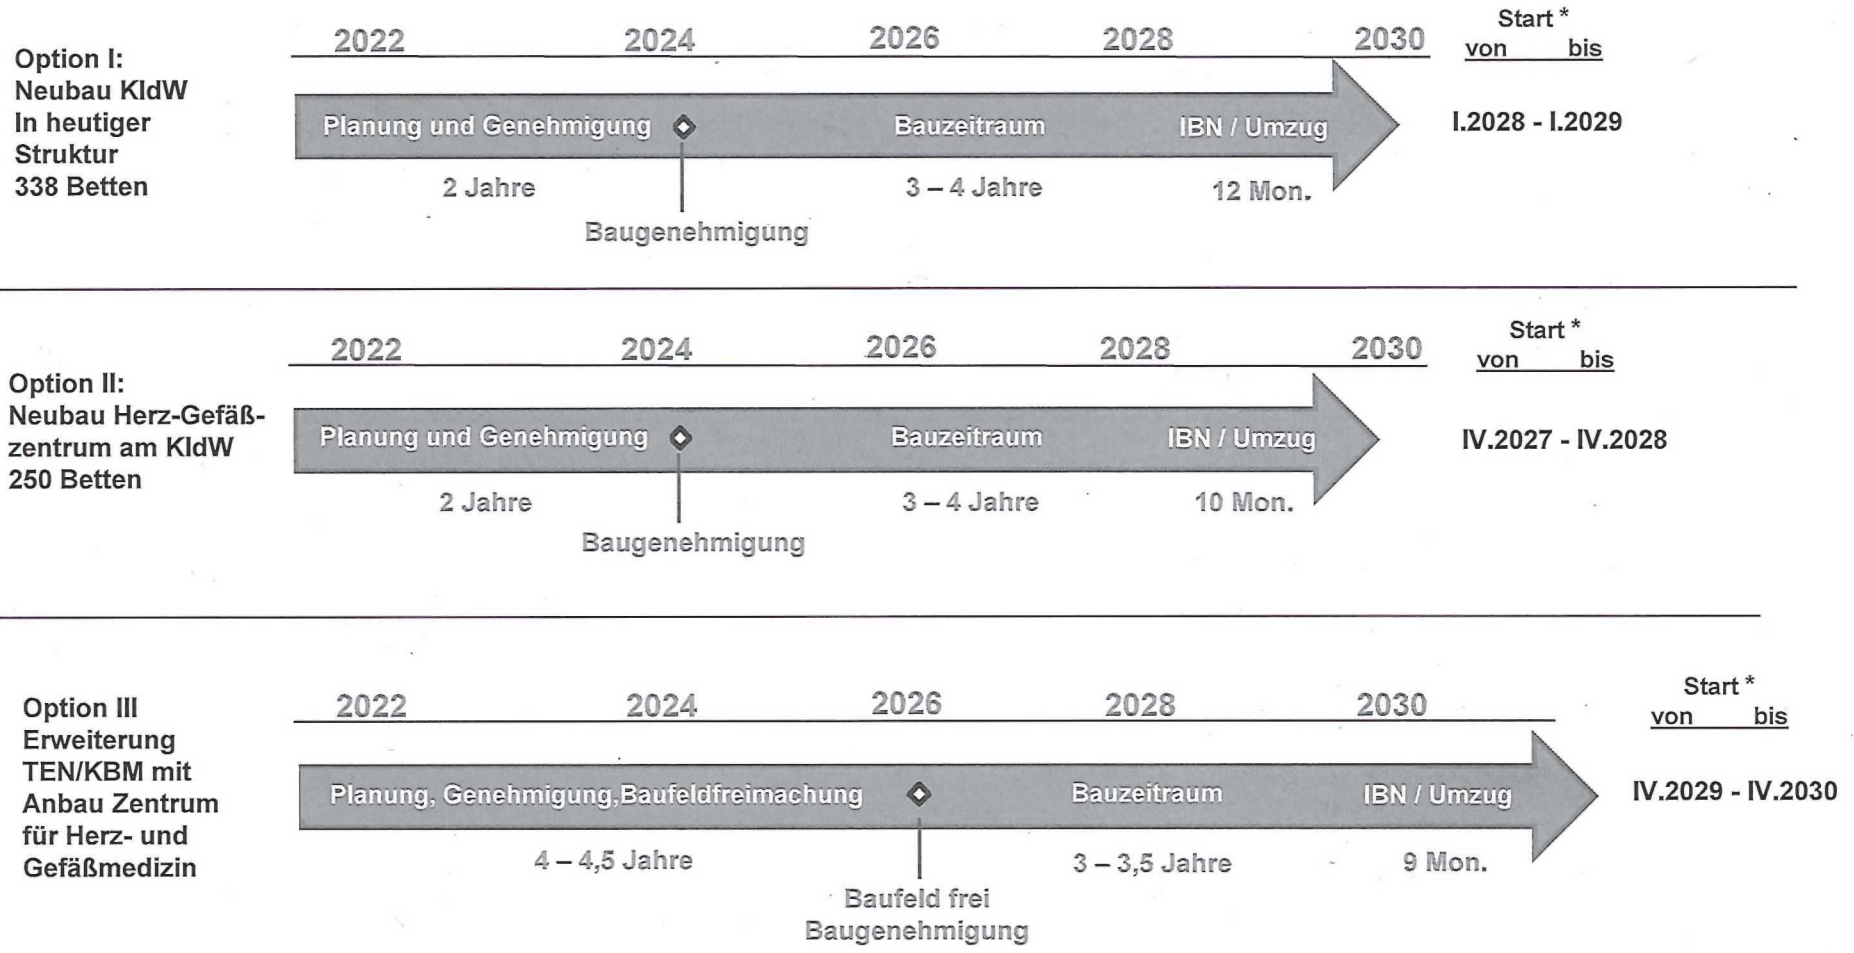 Option I:
Neubau KldW
In heutiger
Struktur
338 Betten
2022 2024 2026 2028 2030
Start *
von bis
Planung und Genehmigung Bauzeitraum IBN / Umzug
I.2028 - I.2029
2 Jahre 3 – 4 Jahre 12 Mon.
Baugenehmigung
Option II:
Neubau Herz-Gefäß-
zentrum am KldW
250 Betten
2022 2024 2026 2028 2030
Start *
von bis
Planung und Genehmigung Bauzeitraum IBN / Umzug
IV.2027 - IV.2028
2 Jahre 3 – 4 Jahre 10 Mon.
Baugenehmigung
Option III
Erweiterung
TEN/KBM mit
Anbau Zentrum
für Herz- und
Gefäßmedizin
2022 2024 2026 2028 2030
Start *
von bis
Planung, Genehmigung,Baufeldfreimachung Bauzeitraum IBN / Umzug
IV.2029 - IV.2030
4 – 4,5 Jahre 3 – 3,5 Jahre 9 Mon.
Baufeld frei
Baugenehmigung